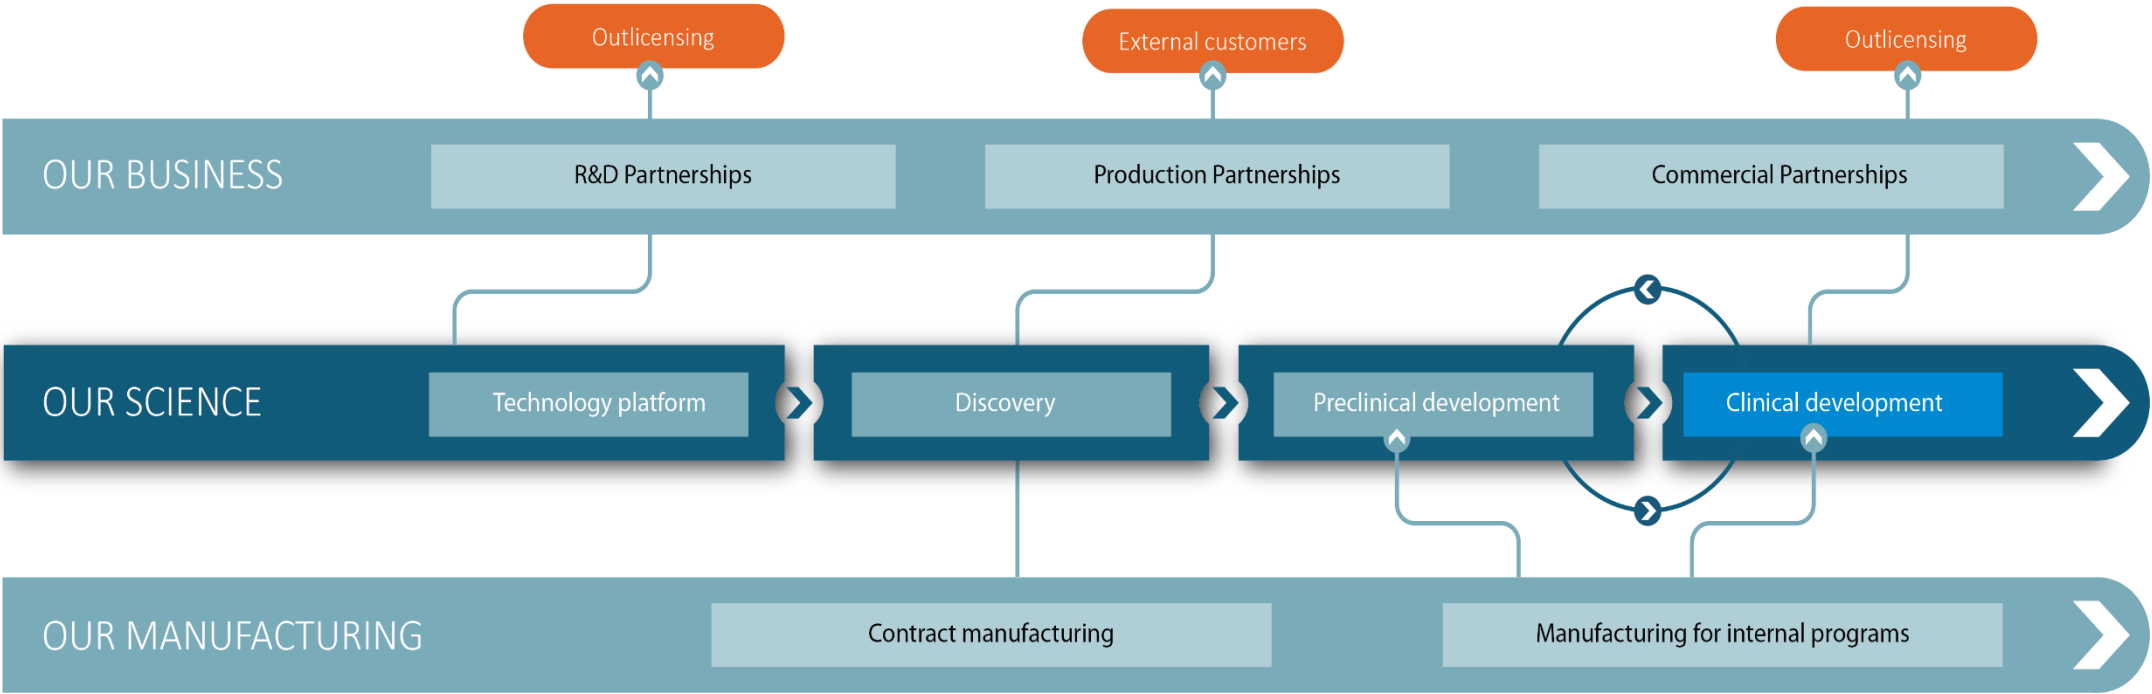 Outlicensing
External customers
Outlicensing
OUR BUSINESS
R&D Partnerships
Production Partnerships
Commercial Partnerships
OUR SCIENCE
Technology platform
Discovery
Preclinical development
Clinical development
OUR MANUFACTURING
Contract manufacturing
Manufacturing for internal programs